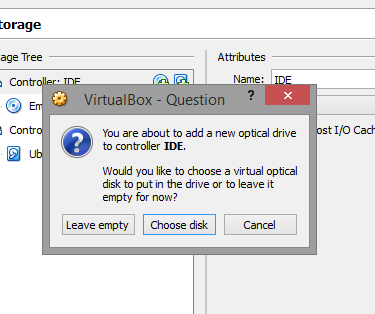 torage
rage Tree
Attributes
Controller: IDE
Name:
IDE
VirtualBox - Question
?
Em
Contro
Ub
ost I/O Cach
You are about to add a new optical drive
to controller IDE.
Would you like to choose a virtual optical
disk to put in the drive or to leave it
empty for now?
Leave empty
Choose disk
Cancel